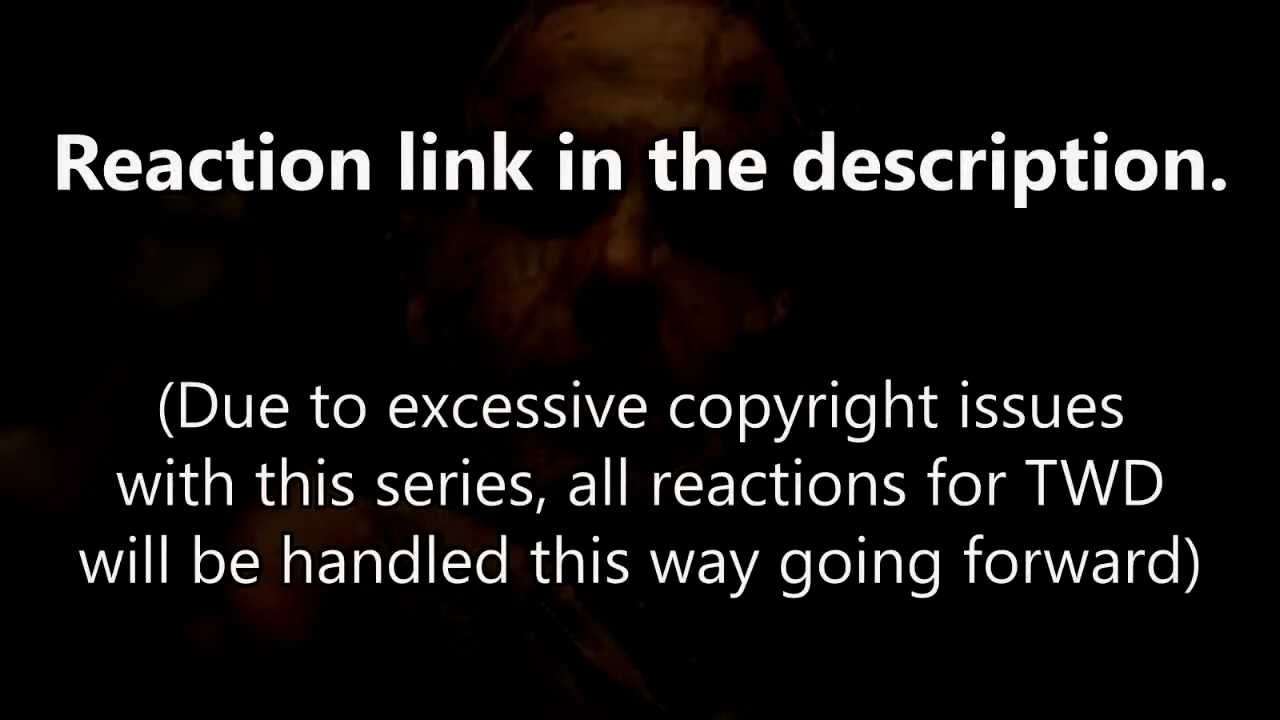 Reaction link in the description.
(Due to excessive copyright issues
with this series, all reactions for TWD
will be handled this way going forward)